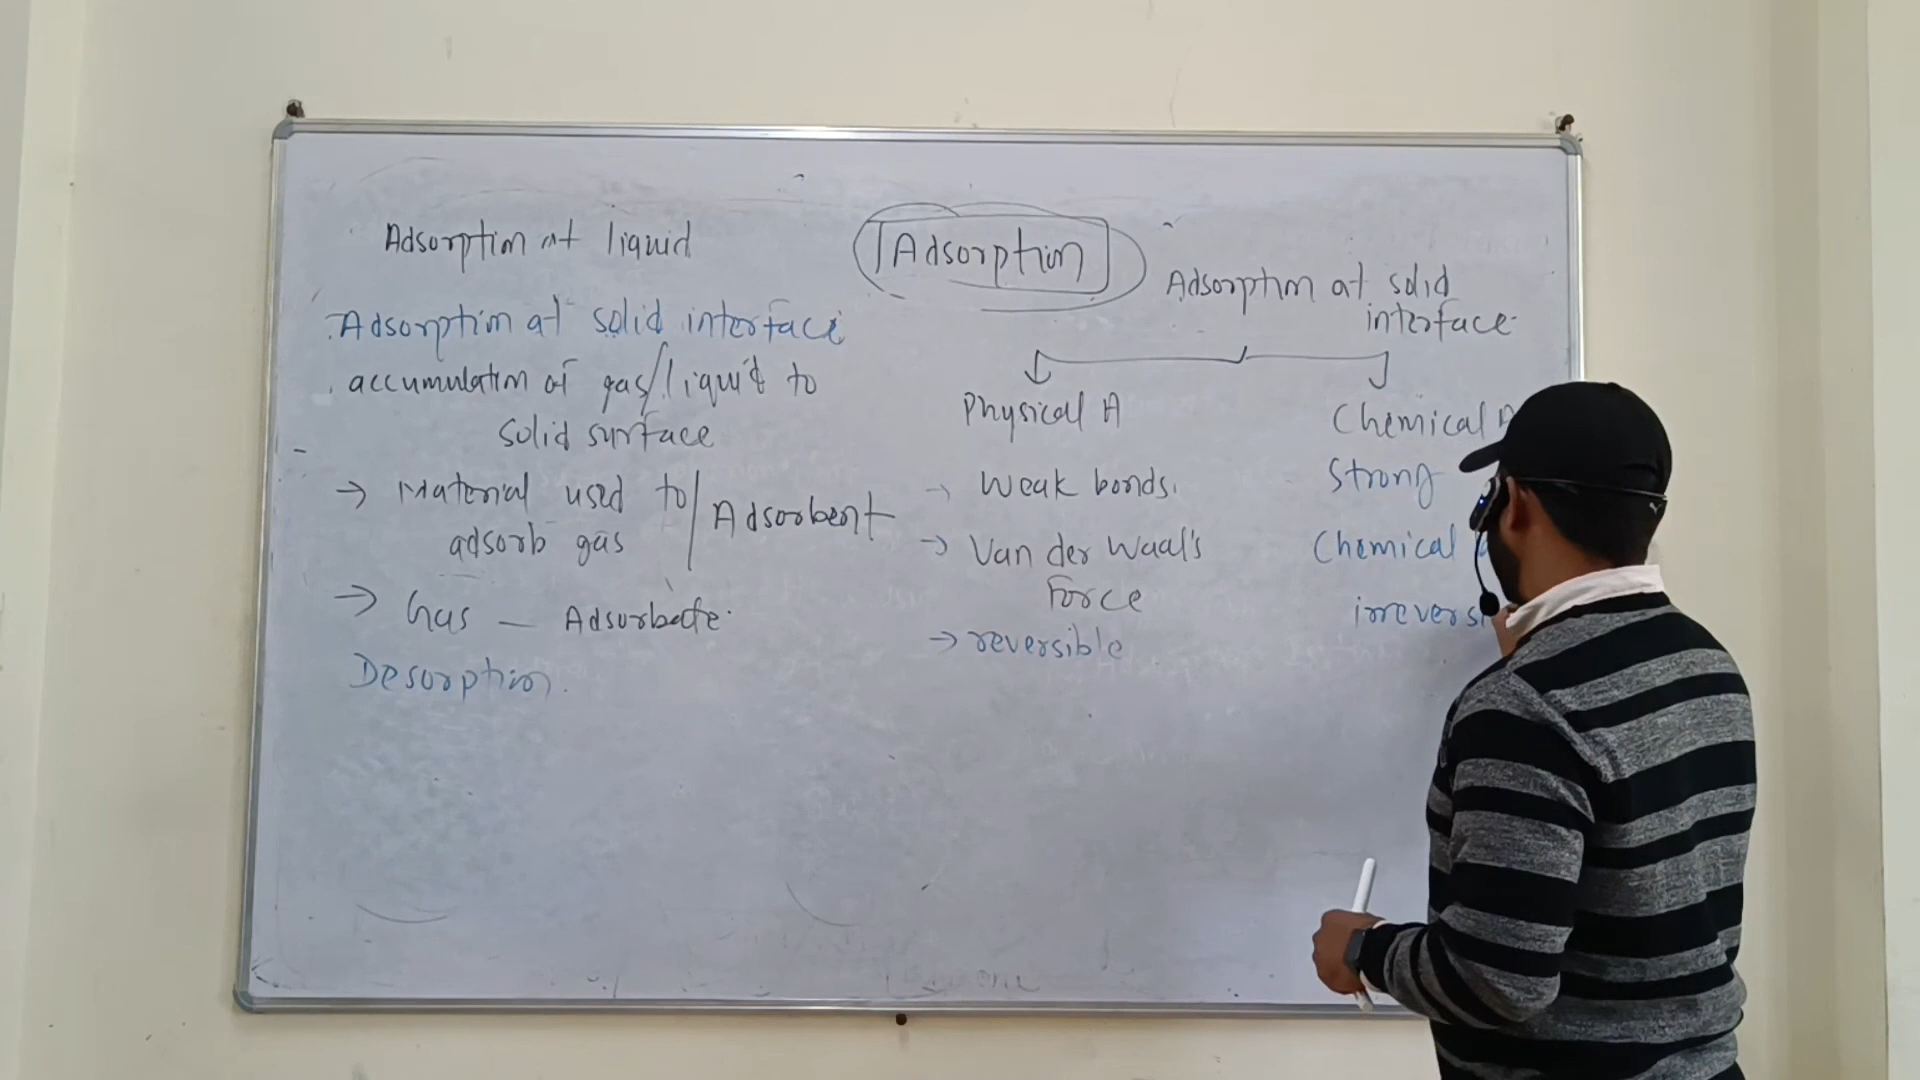 Adsorption
Adsorption at liquid
Adsorption at solid interface
accumulation of gas/liquid to
solid surface
→ Material used to
adsorb gas
Adsorbent
→ Gas — Adsorbate
Desorption.
Adsorption at solid
interface
Physical A
→ Weak bonds.
→ Van der Waal's
Force
→ reversible
Chemical A
Strong
Chemical